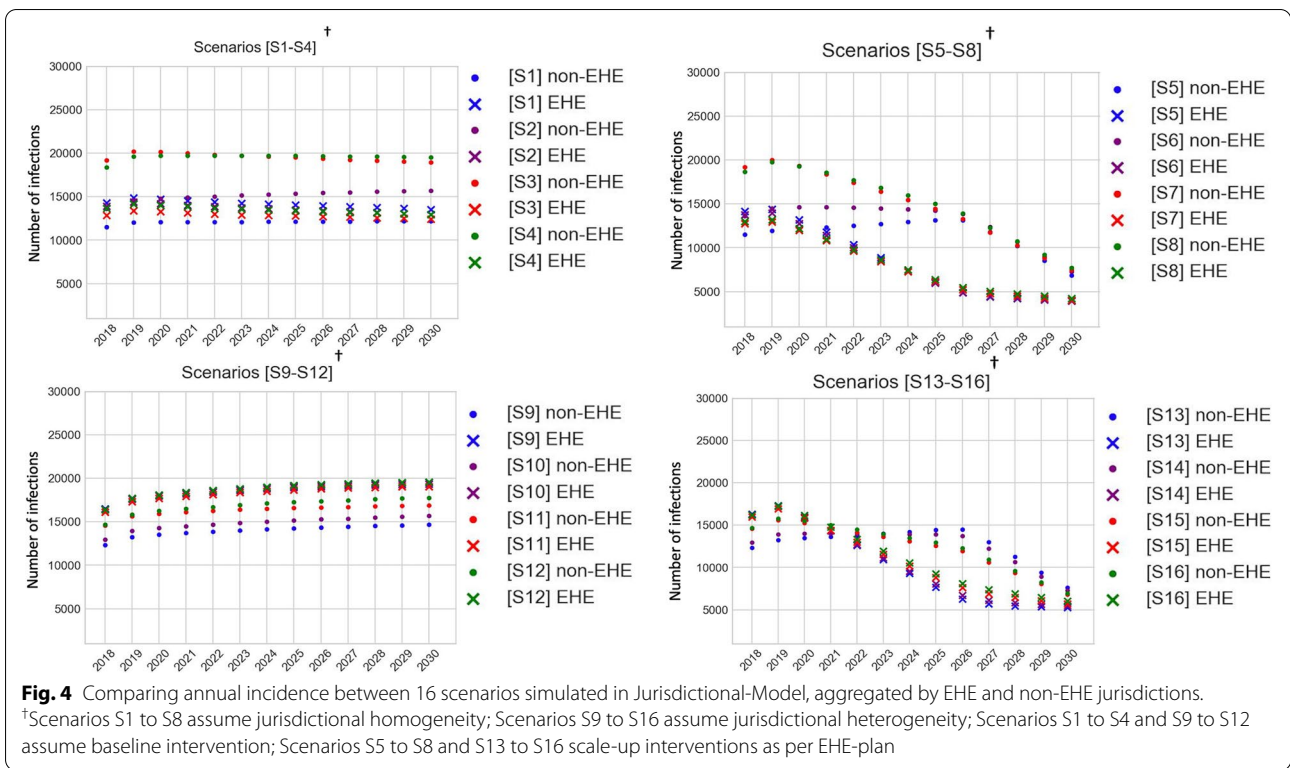 Scenarios [S1-S4] †
Number of infections
30000
25000
20000
15000
10000
5000
2018 2019 2020 2021 2022 2023 2024 2025 2026 2027 2028 2029 2030
[S1] non-EHE
[S1] EHE
[S2] non-EHE
[S2] EHE
[S3] non-EHE
[S3] EHE
[S4] non-EHE
[S4] EHE
Scenarios [S5-S8] †
Number of infections
30000
25000
20000
15000
10000
5000
2018 2019 2020 2021 2022 2023 2024 2025 2026 2027 2028 2029 2030
[S5] non-EHE
[S5] EHE
[S6] non-EHE
[S6] EHE
[S7] non-EHE
[S7] EHE
[S8] non-EHE
[S8] EHE
Scenarios [S9-S12] †
Number of infections
30000
25000
20000
15000
10000
5000
2018 2019 2020 2021 2022 2023 2024 2025 2026 2027 2028 2029 2030
[S9] non-EHE
[S9] EHE
[S10] non-EHE
[S10] EHE
[S11] non-EHE
[S11] EHE
[S12] non-EHE
[S12] EHE
Scenarios [S13-S16] †
Number of infections
30000
25000
20000
15000
10000
5000
2018 2019 2020 2021 2022 2023 2024 2025 2026 2027 2028 2029 2030
[S13] non-EHE
[S13] EHE
[S14] non-EHE
[S14] EHE
[S15] non-EHE
[S15] EHE
[S16] non-EHE
[S16] EHE
Fig. 4 Comparing annual incidence between 16 scenarios simulated in Jurisdictional-Model, aggregated by EHE and non-EHE jurisdictions.
†Scenarios S1 to S8 assume jurisdictional homogeneity; Scenarios S9 to S16 assume jurisdictional heterogeneity; Scenarios S1 to S4 and S9 to S12
assume baseline intervention; Scenarios S5 to S8 and S13 to S16 scale-up interventions as per EHE-plan